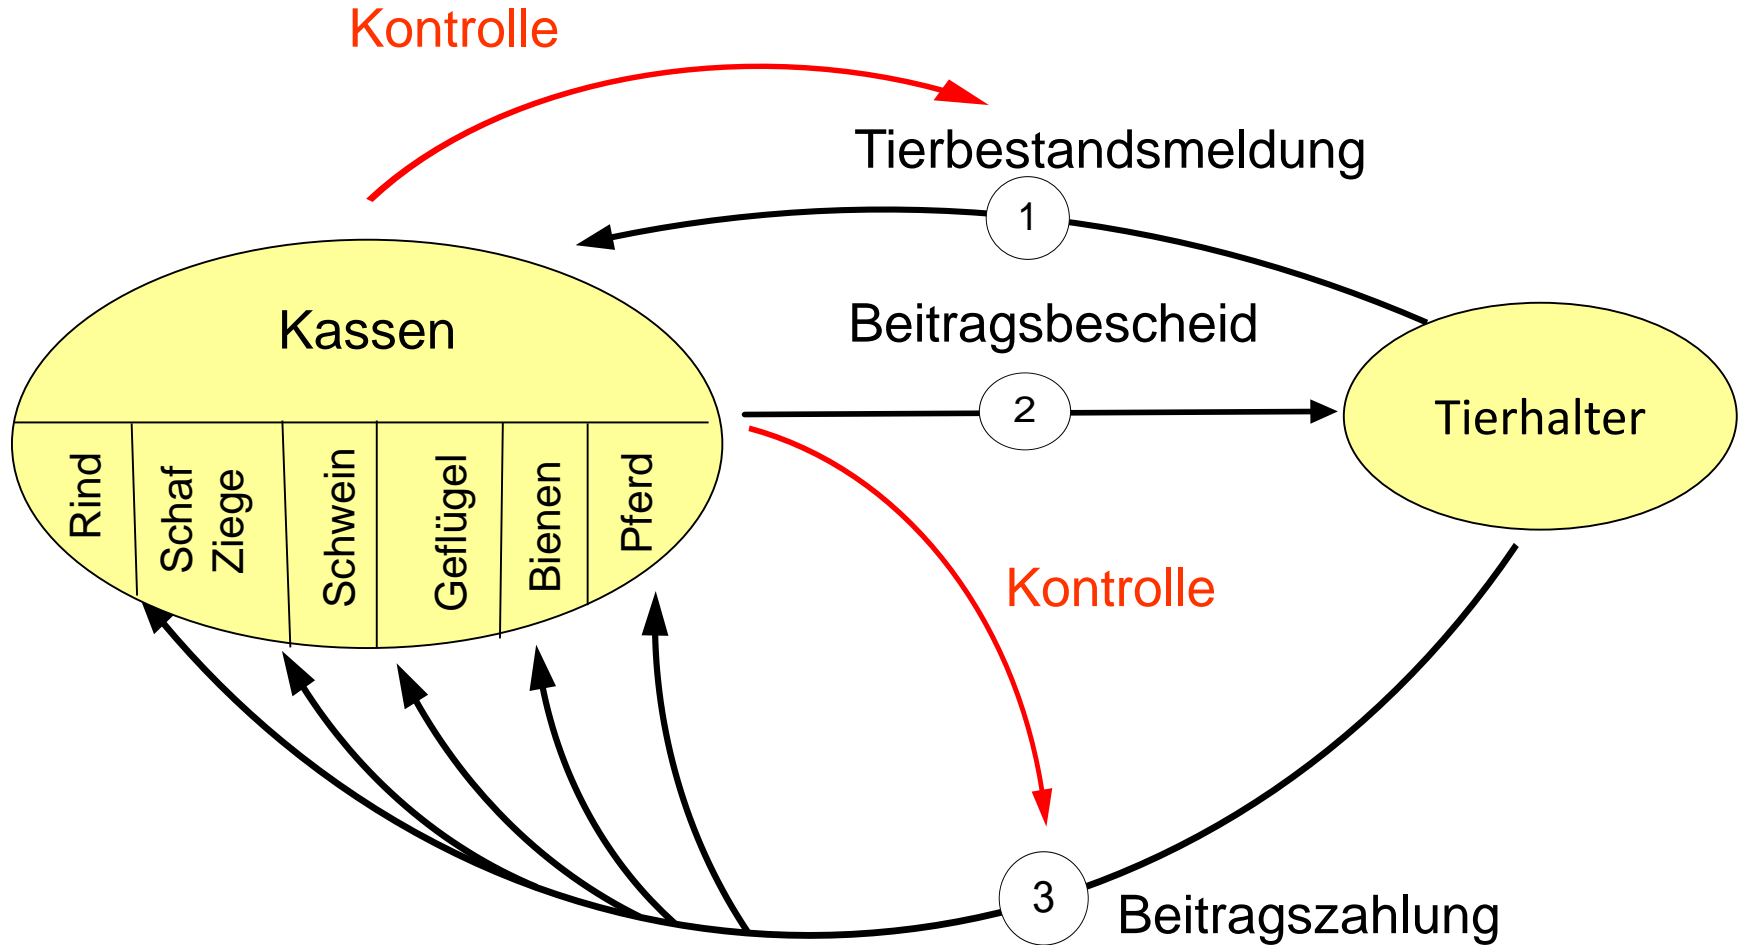 Kontrolle
Tierbestandsmeldung
1
Beitragsbescheid
Kassen
2
Tierhalter
Rind
Schaf
Ziege
Schwein
Geflügel
Bienen
Pferd
Kontrolle
3
Beitragszahlung